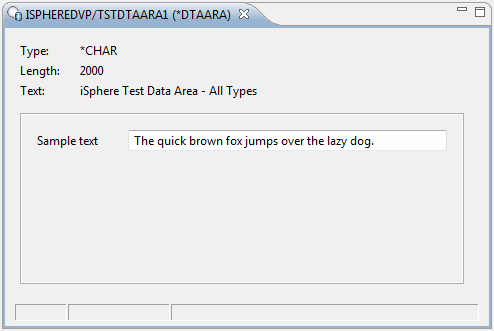 ISPHEREDVP/TSTDTAARA1 (*DTAARA)
Type: *CHAR
Length: 2000
Text: iSphere Test Data Area - All Types
Sample text The quick brown fox jumps over the lazy dog.